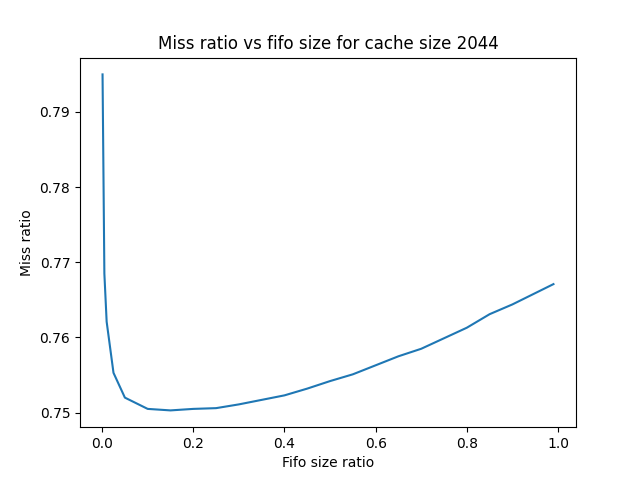 Miss ratio vs fifo size for cache size 2044
0.79
0.78
0.77
0.76
0.75
Miss ratio
0.0 0.2 0.4 0.6 0.8 1.0
Fifo size ratio